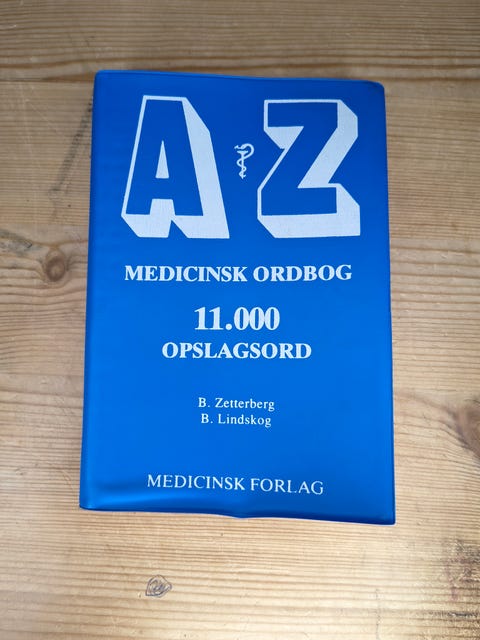 A Z
MEDICINSK ORDBOG
11.000
OPSLAGSORD
B. Zetterberg
B. Lindskog
MEDICINSK FORLAG